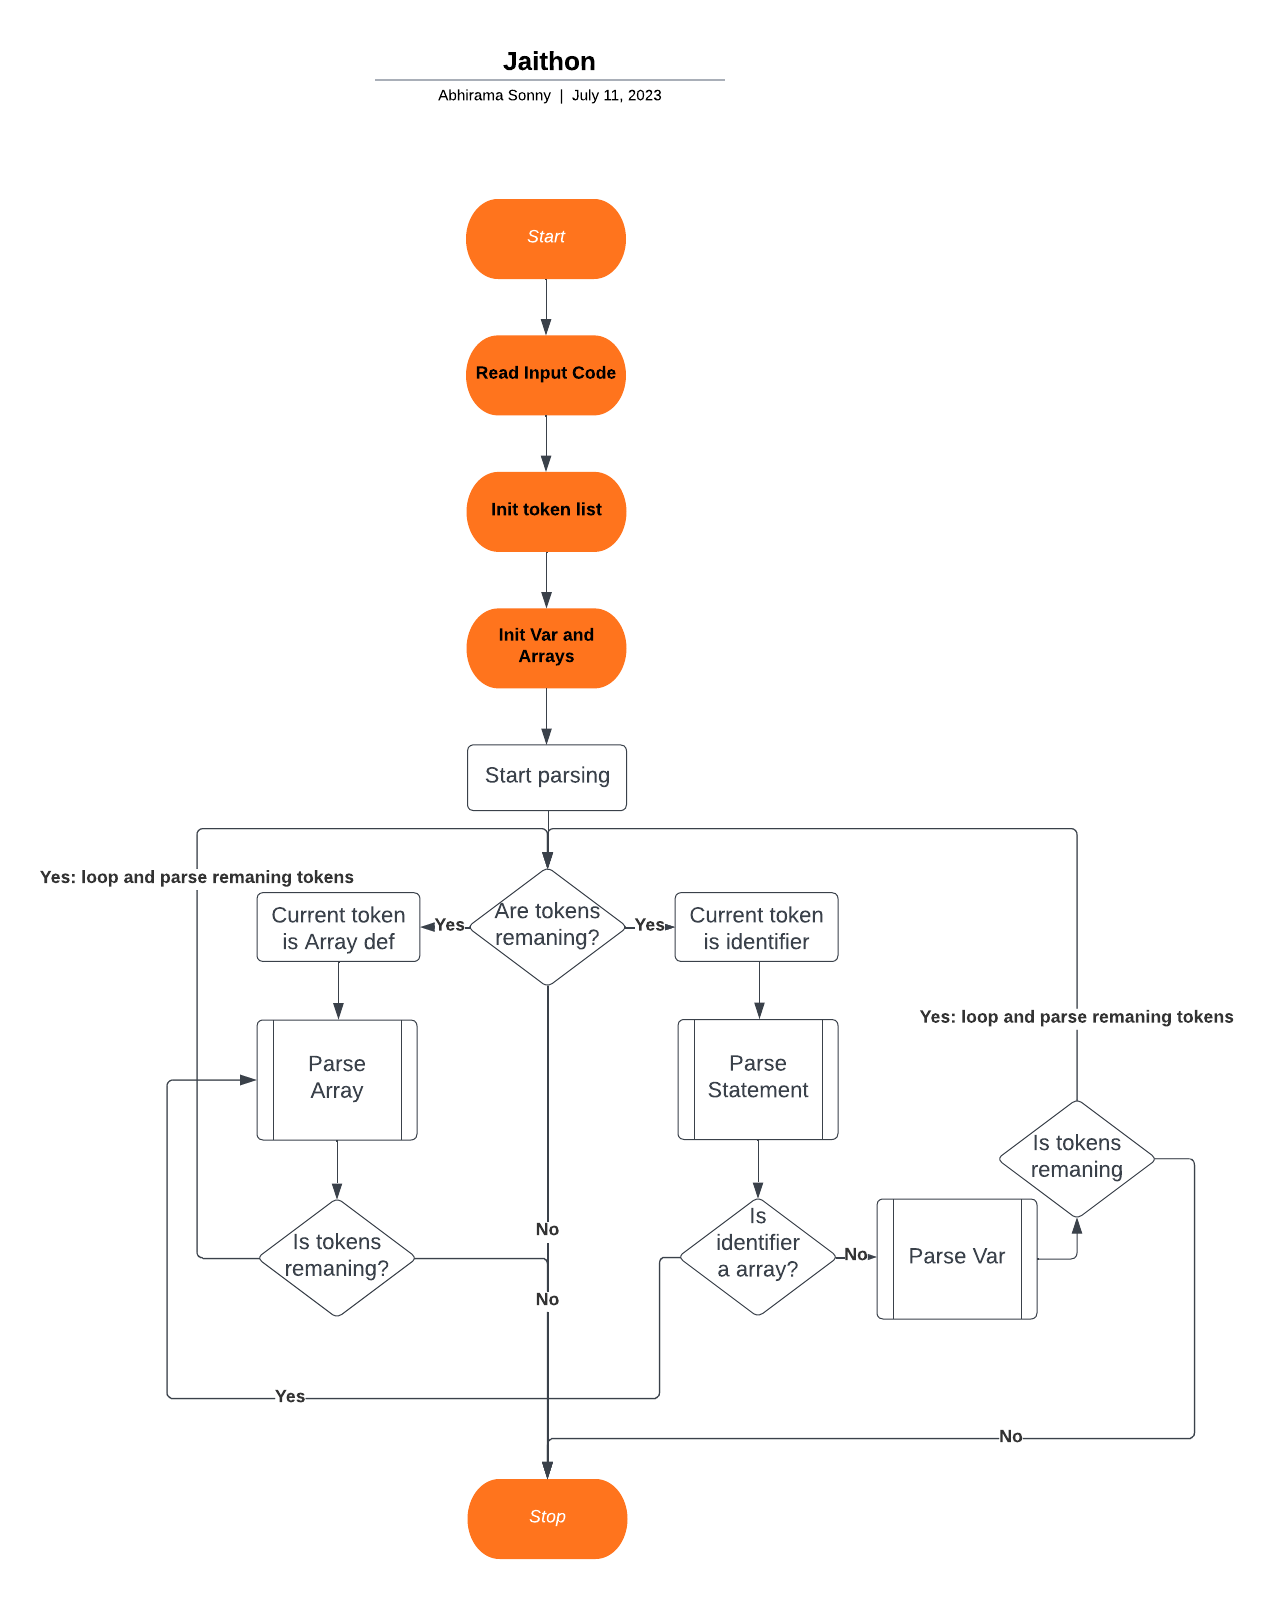 Jaithon
Abhirama Sonny | July 11, 2023
Start
Read Input Code
Init token list
Init Var and
Arrays
Start parsing
Yes: loop and parse remaning tokens
Current token
is Array def
Yes
Are tokens
remaning?
Yes
Current token
is identifier
Yes: loop and parse remaning tokens
Parse
Array
Parse
Statement
Is tokens
remaning
Is tokens
remaning?
No
No
Is
identifier
a array?
No
Parse Var
Yes
No
Stop